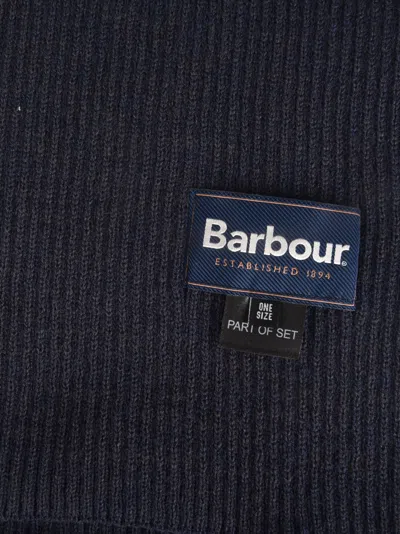 Barbour®
ESTABLISHED 1894
ONE
SIZE
PART OF SET